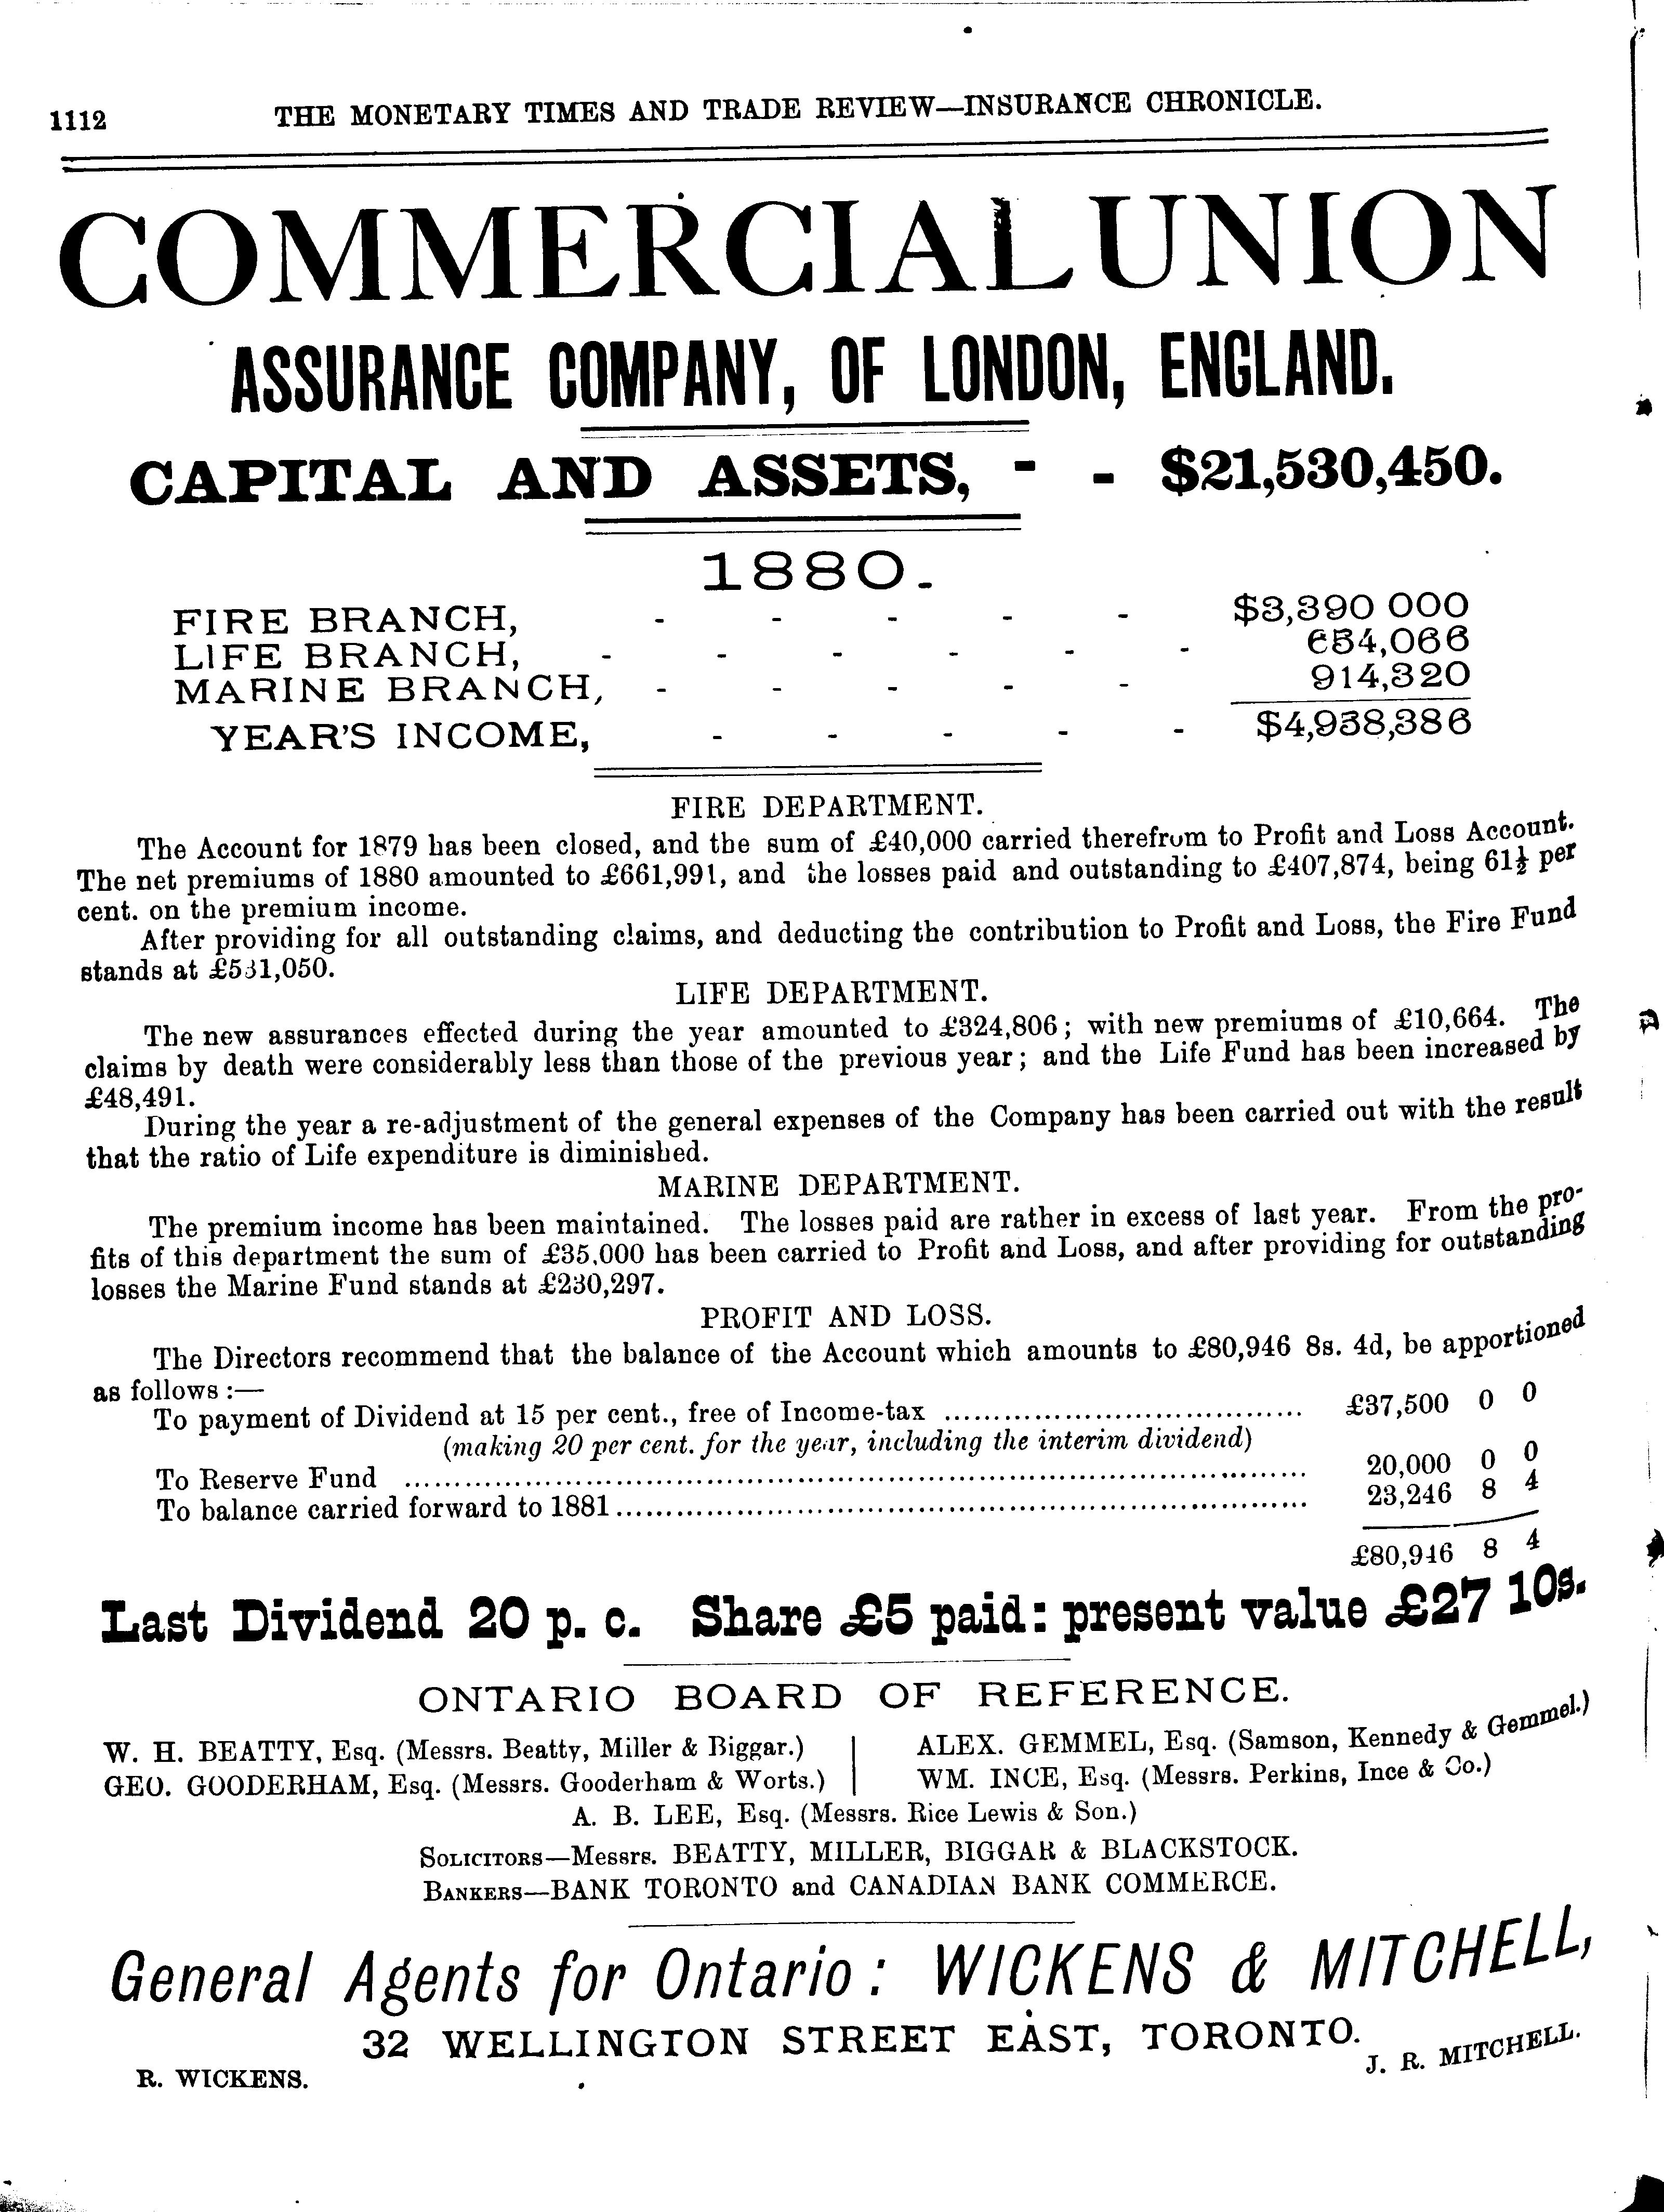 1112 THE MONETARY TIMES AND TRADE REVIEW—INSURANCE CHRONICLE.
COMMERCIAL UNION
ASSURANCE COMPANY, OF LONDON, ENGLAND.
CAPITAL AND ASSETS, - - $21,530,450.
1880.
FIRE BRANCH, - - - - - $3,390 000
LIFE BRANCH, - - - - - - 634,066
MARINE BRANCH, - - - - - 914,320
YEAR'S INCOME, - - - - - $4,938,386
FIRE DEPARTMENT.
The Account for 1879 has been closed, and the sum of £40,000 carried therefrom to Profit and Loss Account.
The net premiums of 1880 amounted to £661,991, and the losses paid and outstanding to £407,874, being 61½ per
cent. on the premium income.
After providing for all outstanding claims, and deducting the contribution to Profit and Loss, the Fire Fund
stands at £531,050.
LIFE DEPARTMENT.
The new assurances effected during the year amounted to £324,806; with new premiums of £10,664. The
claims by death were considerably less than those of the previous year; and the Life Fund has been increased by
£48,491.
During the year a re-adjustment of the general expenses of the Company has been carried out with the result
that the ratio of Life expenditure is diminished.
MARINE DEPARTMENT.
The premium income has been maintained. The losses paid are rather in excess of last year. From the pro-
fits of this department the sum of £35,000 has been carried to Profit and Loss, and after providing for outstanding
losses the Marine Fund stands at £230,297.
PROFIT AND LOSS.
The Directors recommend that the balance of the Account which amounts to £80,946 8s. 4d, be apportioned
as follows :—
To payment of Dividend at 15 per cent., free of Income-tax .................................... £37,500 0 0
(making 20 per cent. for the year, including the interim dividend)
To Reserve Fund .................................................................................... 20,000 0 0
To balance carried forward to 1881.................................................................. 23,246 8 4
£80,946 8 4
Last Dividend 20 p. c. Share £5 paid: present value £27 10s.
ONTARIO BOARD OF REFERENCE.
W. H. BEATTY, Esq. (Messrs. Beatty, Miller & Biggar.) | ALEX. GEMMEL, Esq. (Samson, Kennedy & Gemmel.)
GEO. GOODERHAM, Esq. (Messrs. Gooderham & Worts.) | WM. INCE, Esq. (Messrs. Perkins, Ince & Co.)
A. B. LEE, Esq. (Messrs. Rice Lewis & Son.)
SOLICITORS—Messrs. BEATTY, MILLER, BIGGAR & BLACKSTOCK.
BANKERS—BANK TORONTO and CANADIAN BANK COMMERCE.
General Agents for Ontario: WICKENS & MITCHELL,
32 WELLINGTON STREET EAST, TORONTO.
R. WICKENS. J. R. MITCHELL.